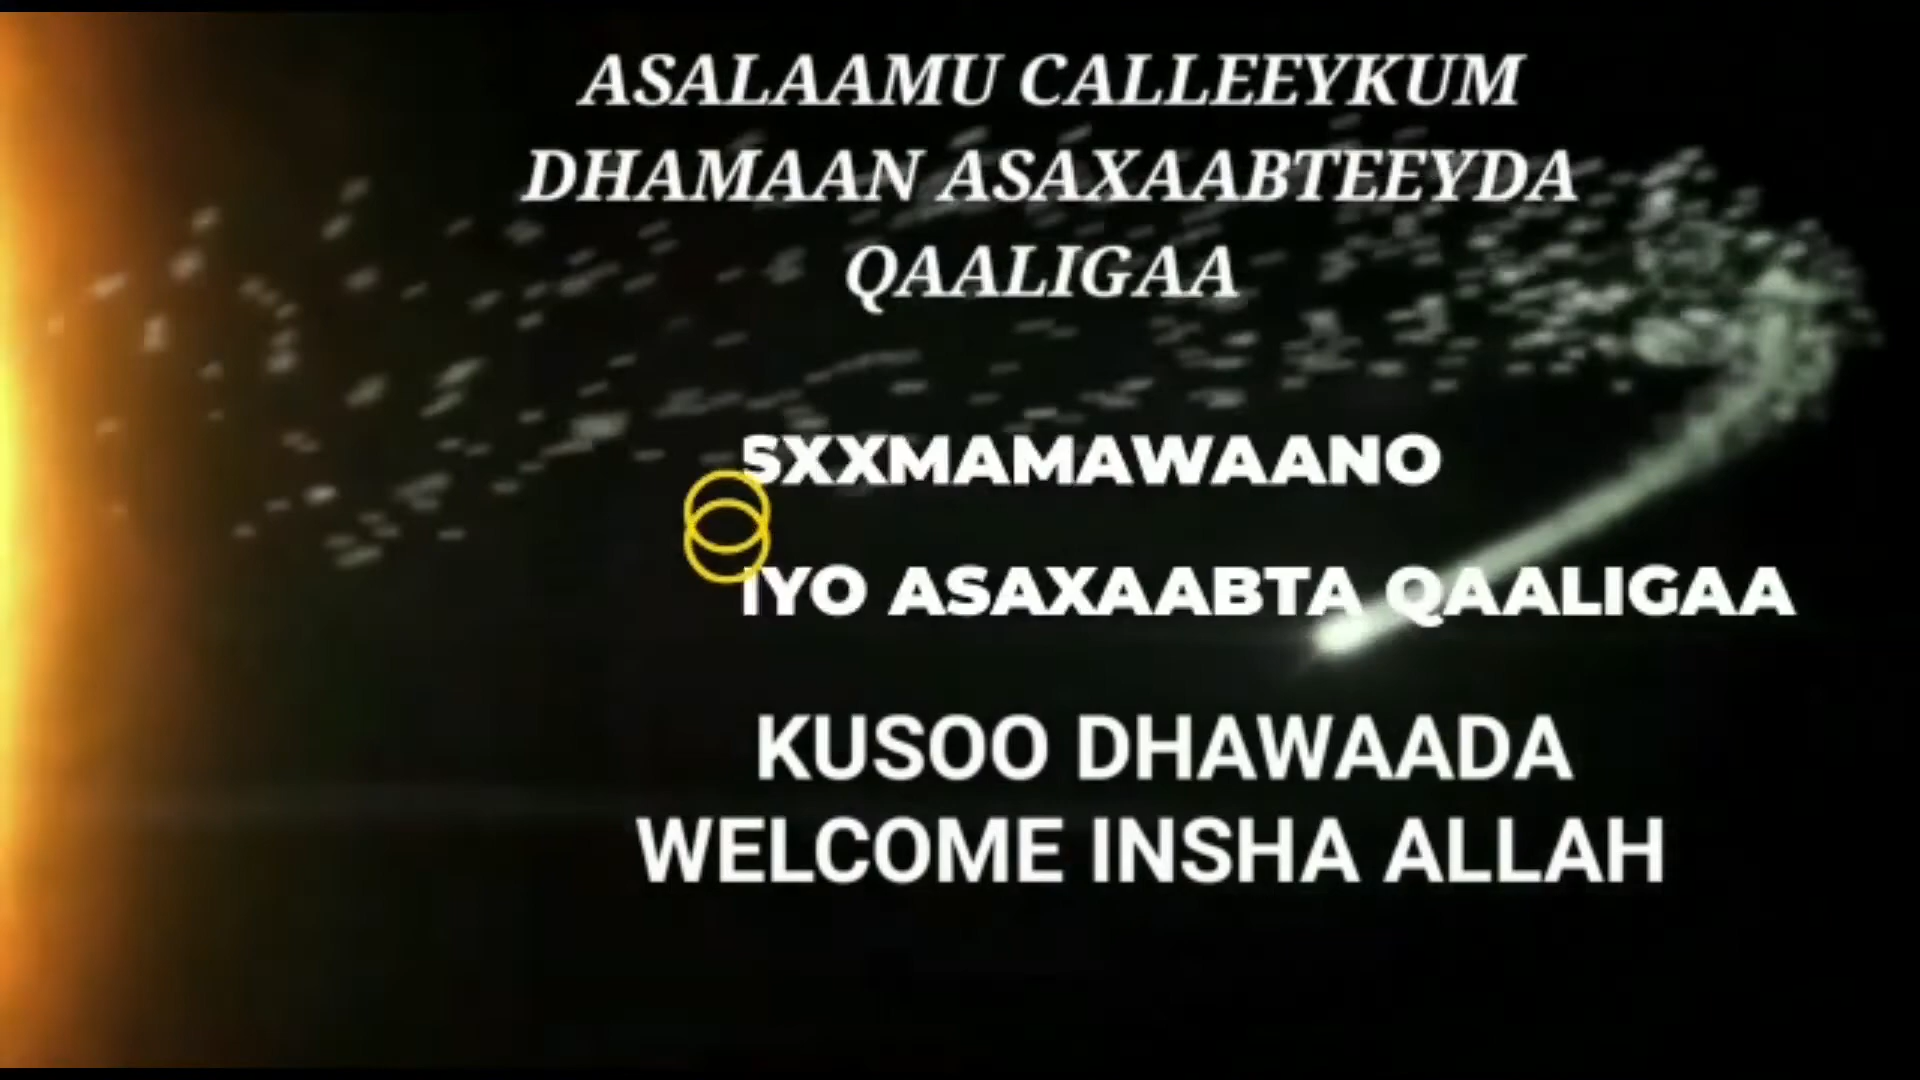 ASALAAMU CALLEEYKUM
DHAMAAN ASAXAABTEEYDA
QAALIGAA
SXXMAMAWAANO
IYO ASAXAABTA QAALIGAA
KUSOO DHAWAADA
WELCOME INSHA ALLAH